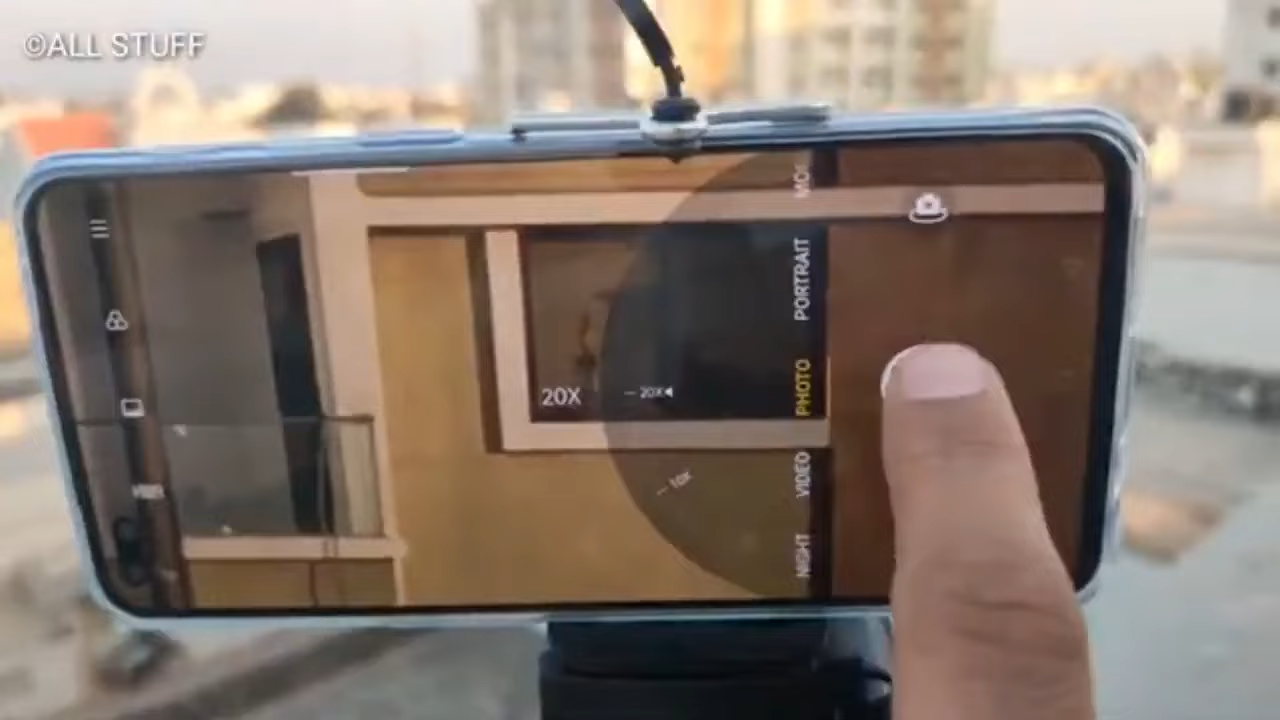 ©ALL STUFF
PORTRAIT
20X
20X
PHOTO
10X
VIDEO
NIGHT